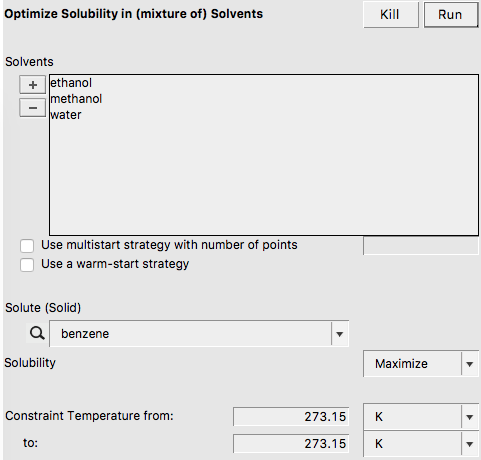 Optimize Solubility in (mixture of) Solvents Kill Run
Solvents
+
ethanol
−
methanol
water
Use multistart strategy with number of points
Use a warm-start strategy
Solute (Solid)
benzene
Solubility Maximize
Constraint Temperature from: 273.15 K
to: 273.15 K